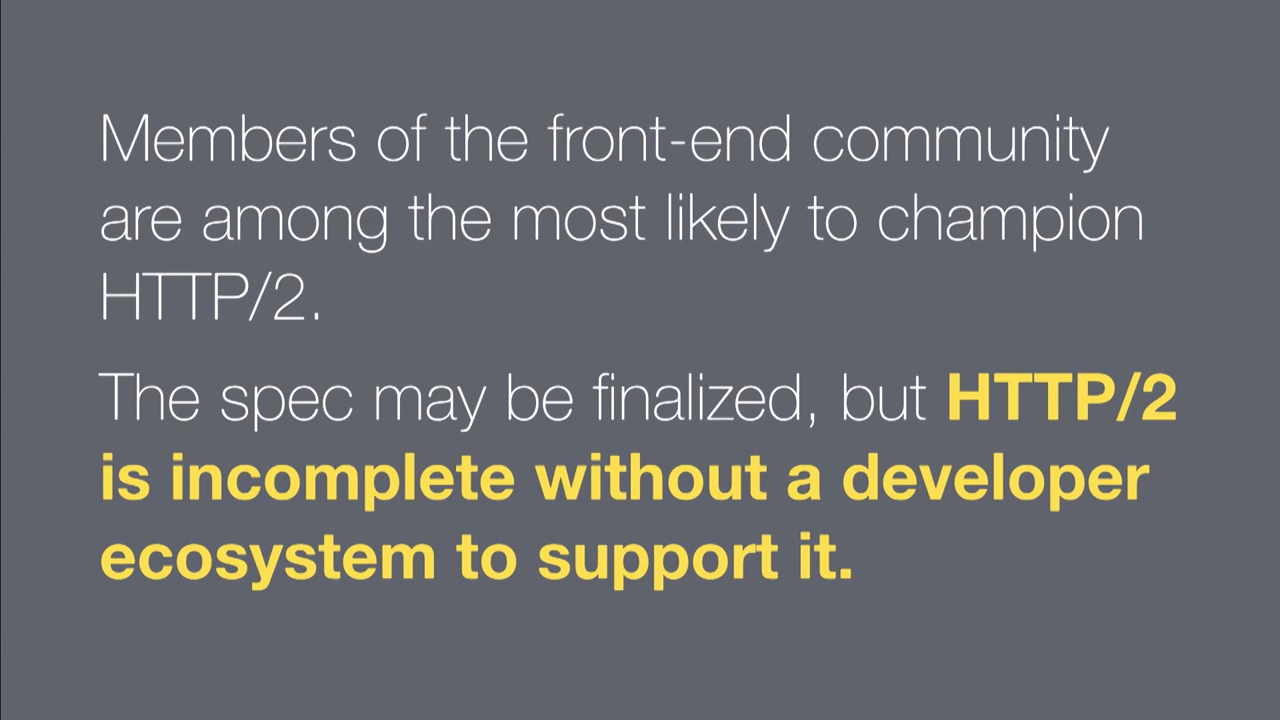 Members of the front-end community
are among the most likely to champion
HTTP/2.
The spec may be finalized, but HTTP/2
is incomplete without a developer
ecosystem to support it.